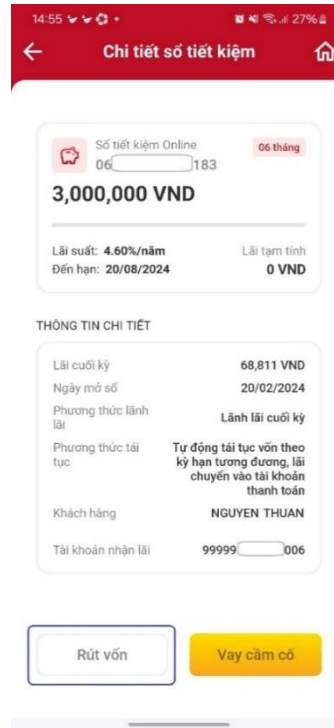 14:55
27%
Chi tiết sổ tiết kiệm
Sổ tiết kiệm Online
06 tháng
06 183
3,000,000 VND
Lãi suất: 4.60%/năm
Lãi tạm tính
Đến hạn: 20/08/2024
0 VND
THÔNG TIN CHI TIẾT
Lãi cuối kỳ 68,811 VND
Ngày mở sổ 20/02/2024
Phương thức lãnh
lãi
Lãnh lãi cuối kỳ
Phương thức tái
tục
Tự động tái tục vốn theo
kỳ hạn tương đương, lãi
chuyển vào tài khoản
thanh toán
Khách hàng NGUYEN THUAN
Tài khoản nhận lãi 99999 006
Rút vốn
Vay cầm cố